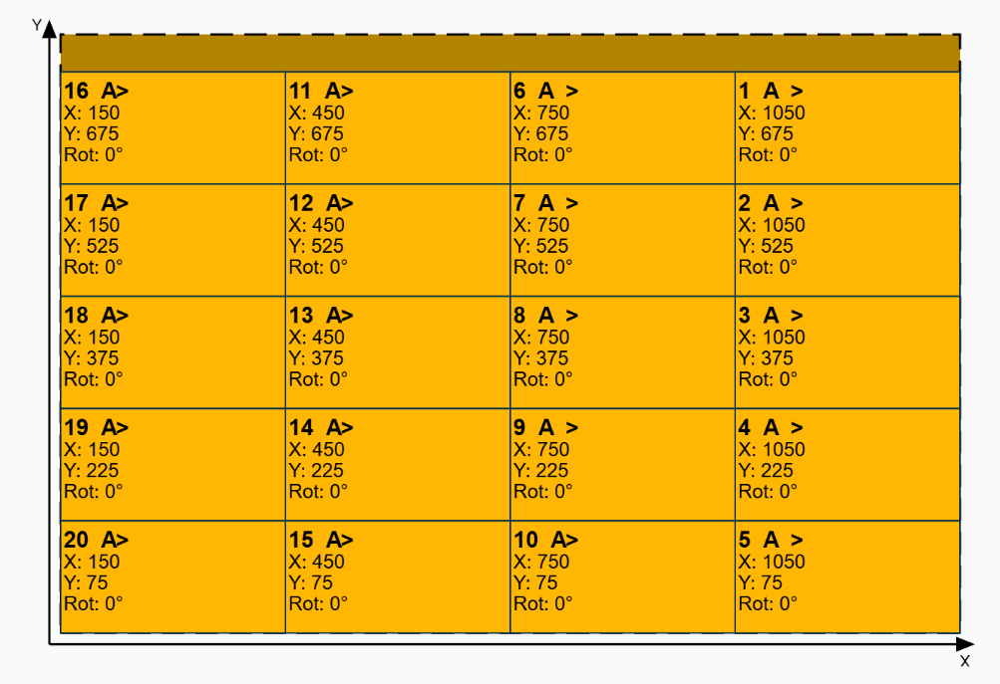 Y
16 A>
X: 150
Y: 675
Rot: 0°
11 A>
X: 450
Y: 675
Rot: 0°
6 A >
X: 750
Y: 675
Rot: 0°
1 A >
X: 1050
Y: 675
Rot: 0°
17 A>
X: 150
Y: 525
Rot: 0°
12 A>
X: 450
Y: 525
Rot: 0°
7 A >
X: 750
Y: 525
Rot: 0°
2 A >
X: 1050
Y: 525
Rot: 0°
18 A>
X: 150
Y: 375
Rot: 0°
13 A>
X: 450
Y: 375
Rot: 0°
8 A >
X: 750
Y: 375
Rot: 0°
3 A >
X: 1050
Y: 375
Rot: 0°
19 A>
X: 150
Y: 225
Rot: 0°
14 A>
X: 450
Y: 225
Rot: 0°
9 A >
X: 750
Y: 225
Rot: 0°
4 A >
X: 1050
Y: 225
Rot: 0°
20 A>
X: 150
Y: 75
Rot: 0°
15 A>
X: 450
Y: 75
Rot: 0°
10 A>
X: 750
Y: 75
Rot: 0°
5 A >
X: 1050
Y: 75
Rot: 0°
X